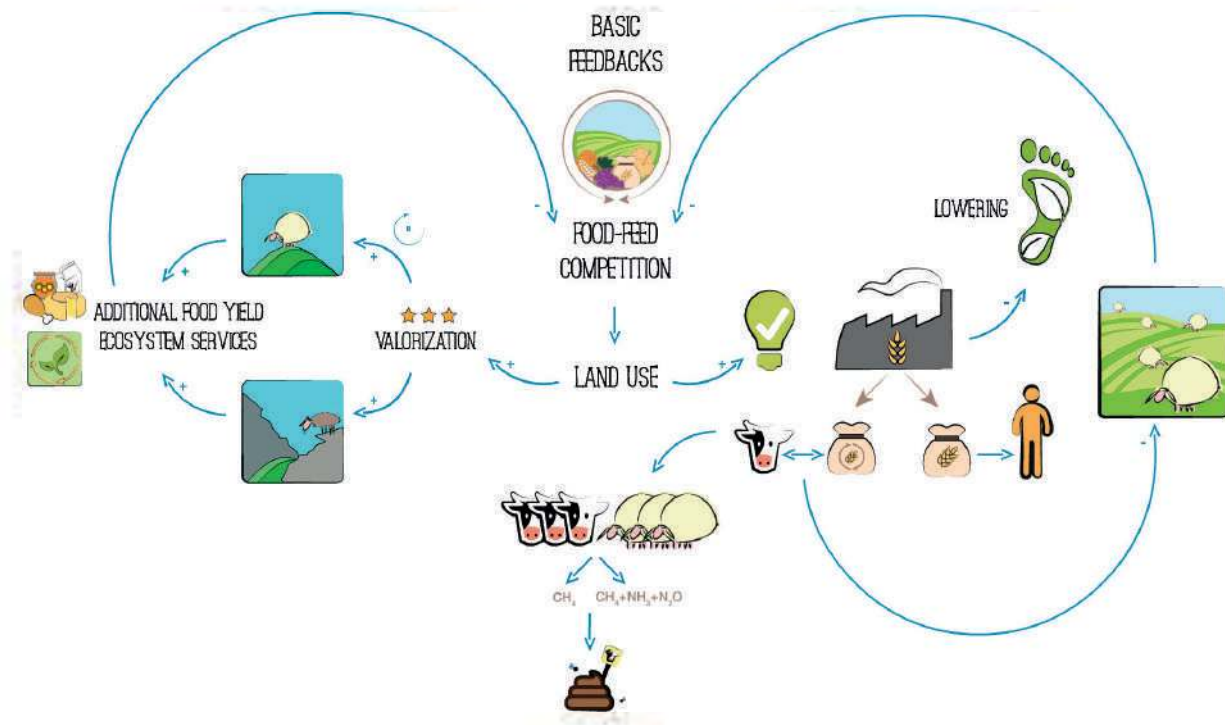 BASIC
FEEDBACKS
LOWERING
FOOD-FEED
COMPETITION
ADDITIONAL FOOD YIELD
ECOSYSTEM SERVICES
VALORIZATION
LAND USE
CH₄
CH₄+NH₃+N₂O